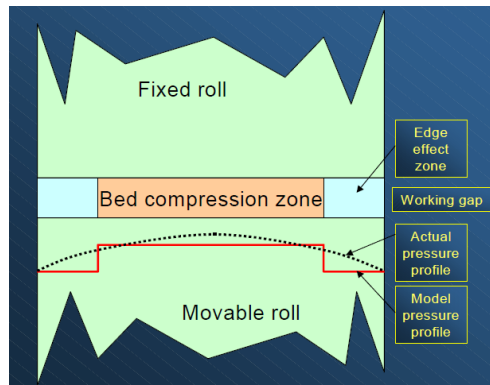 Fixed roll
Edge
effect
zone
Bed compression zone
Working gap
Actual
pressure
profile
Model
pressure
profile
Movable roll